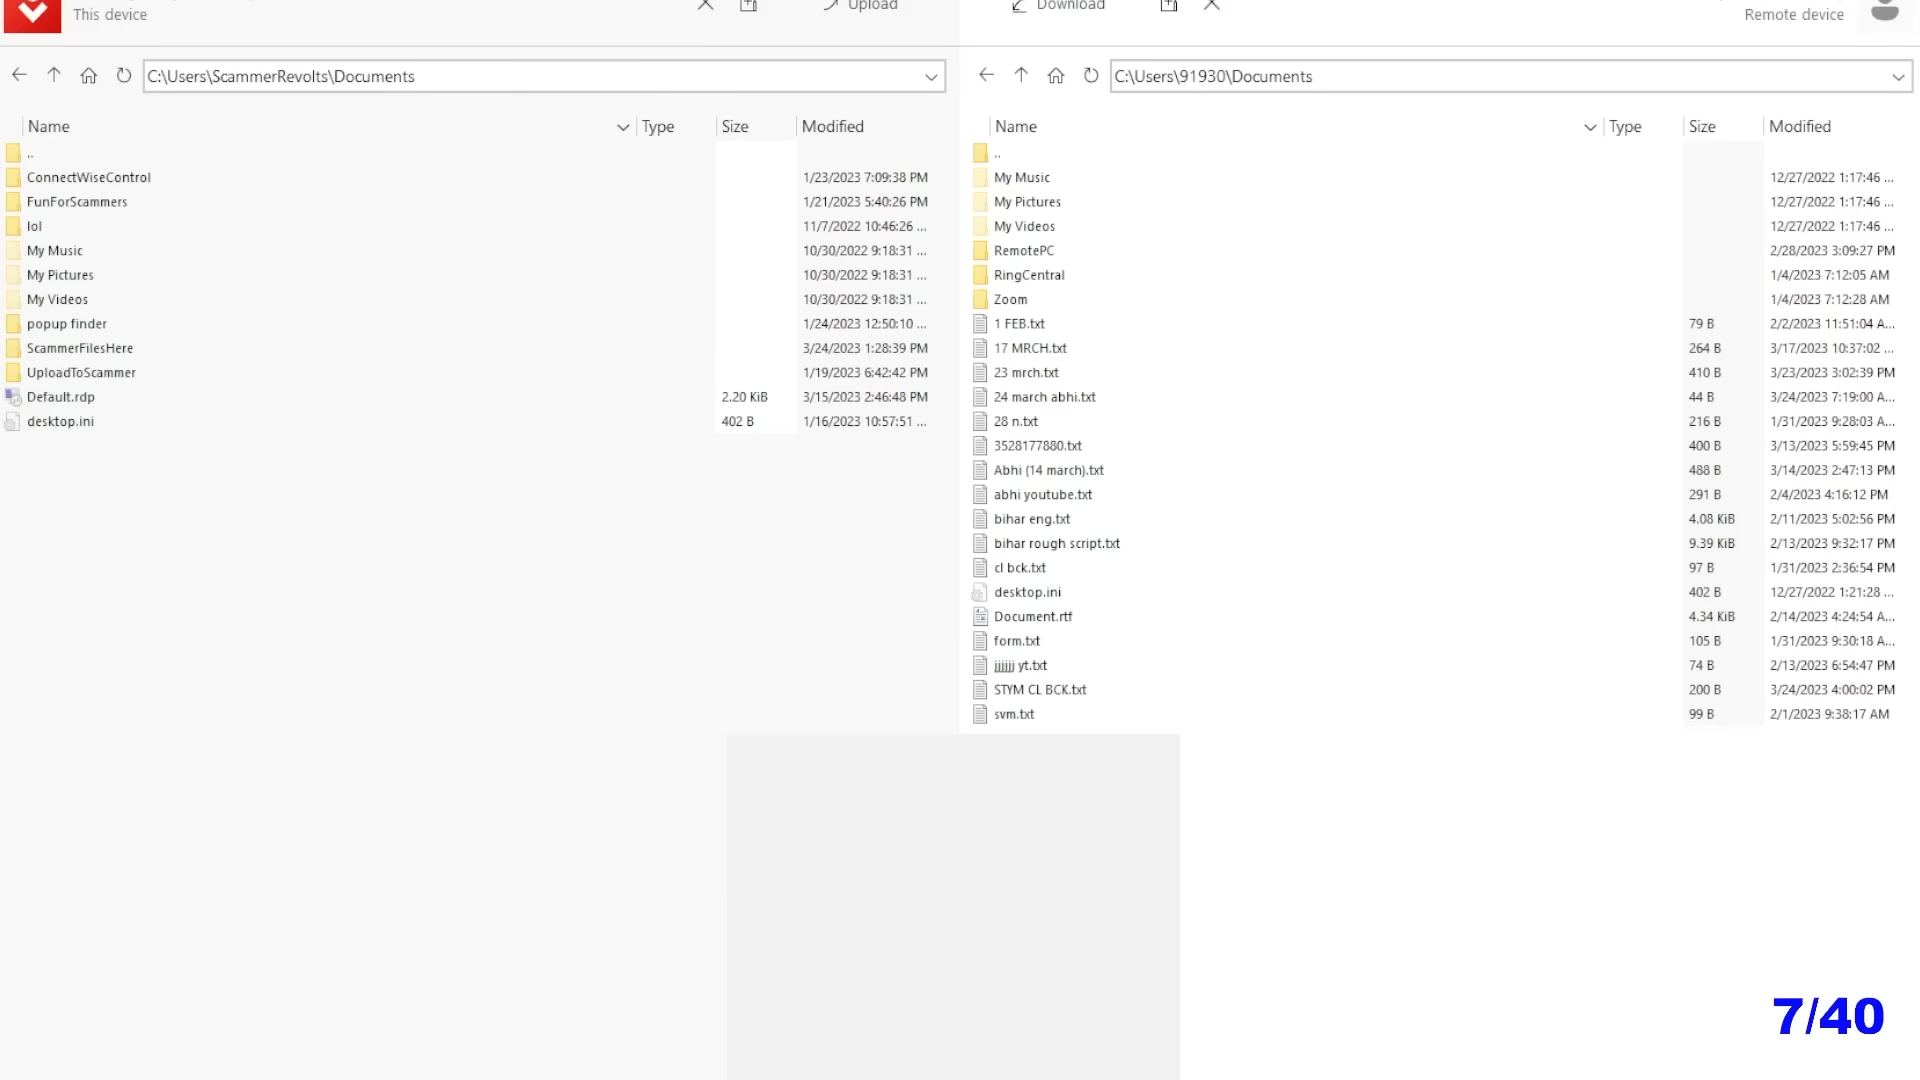 This device
Upload
Download
Remote device
C:\Users\ScammerRevolts\Documents
C:\Users\91930\Documents
Name Type Size Modified
..
ConnectWiseControl 1/23/2023 7:09:38 PM
FunForScammers 1/21/2023 5:40:26 PM
lol 11/7/2022 10:46:26 ...
My Music 10/30/2022 9:18:31 ...
My Pictures 10/30/2022 9:18:31 ...
My Videos 10/30/2022 9:18:31 ...
popup finder 1/24/2023 12:50:10 ...
ScammerFilesHere 3/24/2023 1:28:39 PM
UploadToScammer 1/19/2023 6:42:42 PM
Default.rdp 2.20 KiB 3/15/2023 2:46:48 PM
desktop.ini 402 B 1/16/2023 10:57:51 ...
Name Type Size Modified
..
My Music 12/27/2022 1:17:46 ...
My Pictures 12/27/2022 1:17:46 ...
My Videos 12/27/2022 1:17:46 ...
RemotePC 2/28/2023 3:09:27 PM
RingCentral 1/4/2023 7:12:05 AM
Zoom 1/4/2023 7:12:28 AM
1 FEB.txt 79 B 2/2/2023 11:51:04 A...
17 MRCH.txt 264 B 3/17/2023 10:37:02 ...
23 mrch.txt 410 B 3/23/2023 3:02:39 PM
24 march abhi.txt 44 B 3/24/2023 7:19:00 A...
28 n.txt 216 B 1/31/2023 9:28:03 A...
3528177880.txt 400 B 3/13/2023 5:59:45 PM
Abhi (14 march).txt 488 B 3/14/2023 2:47:13 PM
abhi youtube.txt 291 B 2/4/2023 4:16:12 PM
bihar eng.txt 4.08 KiB 2/11/2023 5:02:56 PM
bihar rough script.txt 9.39 KiB 2/13/2023 9:32:17 PM
cl bck.txt 97 B 1/31/2023 2:36:54 PM
desktop.ini 402 B 12/27/2022 1:21:28 ...
Document.rtf 4.34 KiB 2/14/2023 4:24:54 A...
form.txt 105 B 1/31/2023 9:30:18 A...
jjjjjj yt.txt 74 B 2/13/2023 6:54:47 PM
STYM CL BCK.txt 200 B 3/24/2023 4:00:02 PM
svm.txt 99 B 2/1/2023 9:38:17 AM
7/40